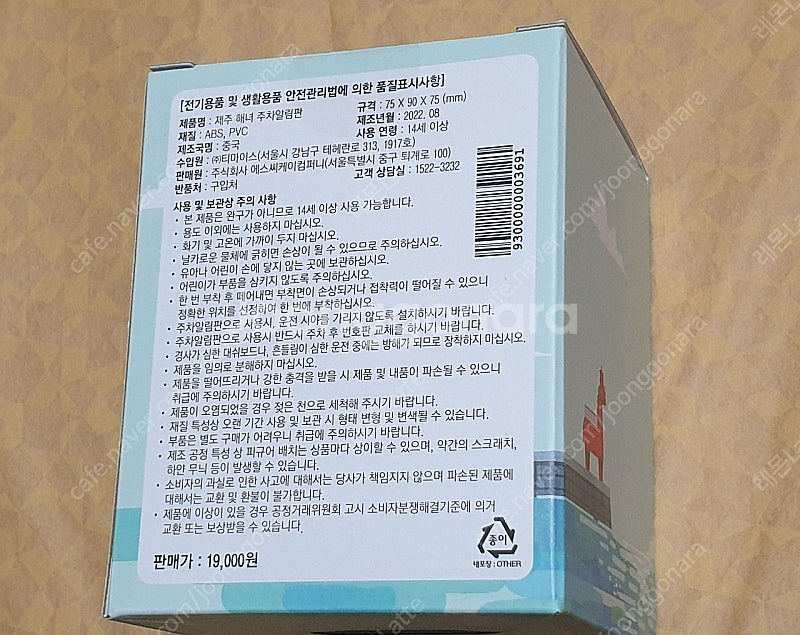 [전기용품 및 생활용품 안전관리법에 의한 품질표시사항]
제품명 : 제주 해녀 주차알림판
규격 : 75 X 90 X 75 (mm)
재질 : ABS, PVC
제조년월 : 2022. 08
제조국명 : 중국
사용 연령 : 14세 이상
수입원 : ㈜티마이스(서울시 강남구 테헤란로 313, 1917호)
판매원 : 주식회사 에스씨케이컴퍼니(서울특별시 중구 퇴계로 100)
반품처 : 구입처
고객 상담실 : 1522-3232
9300000003691
사용 및 보관상 주의 사항
• 본 제품은 완구가 아니므로 14세 이상 사용 가능합니다.
• 용도 이외에는 사용하지 마십시오.
• 화기 및 고온에 가까이 두지 마십시오.
• 날카로운 물체에 긁히면 손상이 될 수 있으므로 주의하십시오.
• 유아나 어린이 손에 닿지 않는 곳에 보관하십시오.
• 어린이가 부품을 삼키지 않도록 주의하십시오.
• 한 번 부착 후 떼어내면 부착면이 손상되거나 접착력이 떨어질 수 있으니
정확한 위치를 선정하여 한 번에 부착하십시오.
• 주차알림판으로 사용시, 운전 시야를 가리지 않도록 설치하시기 바랍니다.
• 주차알림판으로 사용시 반드시 주차 후 번호판 교체를 하시기 바랍니다.
• 경사가 심한 대쉬보드나, 흔들림이 심한 운전 중에는 방해가 되므로 장착하지 마십시오.
• 제품을 임의로 분해하지 마십시오.
• 제품을 떨어뜨리거나 강한 충격을 받을 시 제품 및 내품이 파손될 수 있으니
취급에 주의하시기 바랍니다.
• 제품이 오염되었을 경우 젖은 천으로 세척해 주시기 바랍니다.
• 재질 특성상 오랜 기간 사용 및 보관 시 형태 변형 및 변색될 수 있습니다.
• 부품은 별도 구매가 어려우니 취급에 주의하시기 바랍니다.
• 제조 공정 특성 상 피규어 배치는 상품마다 상이할 수 있으며, 약간의 스크래치,
하얀 무늬 등이 발생할 수 있습니다.
• 소비자의 과실로 인한 사고에 대해서는 당사가 책임지지 않으며 파손된 제품에
대해서는 교환 및 환불이 불가합니다.
• 제품에 이상이 있을 경우 공정거래위원회 고시 소비자분쟁해결기준에 의거
교환 또는 보상받을 수 있습니다.
판매가 : 19,000원
종이
내포장 : OTHER